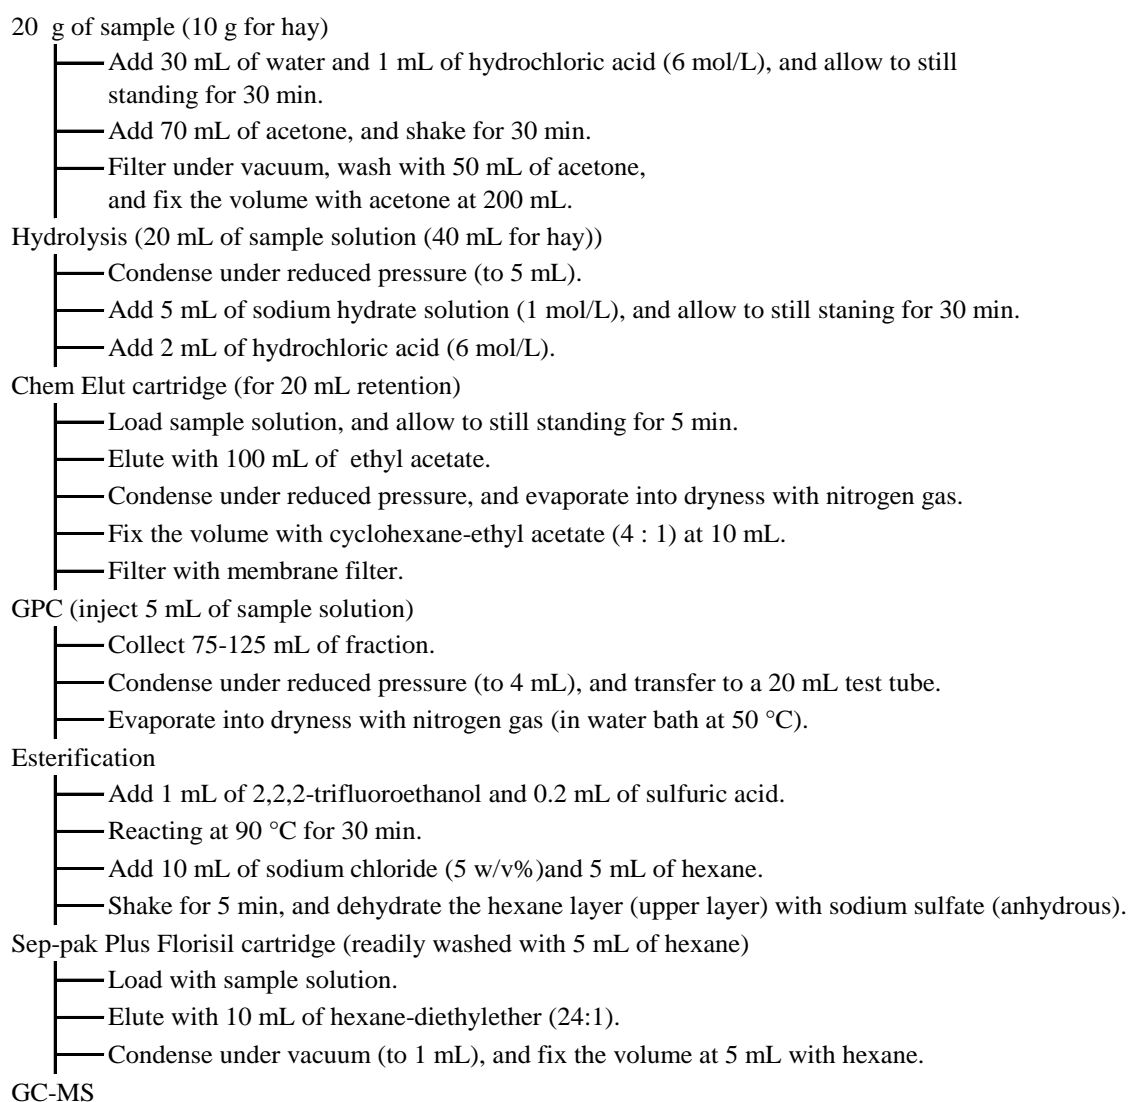 20 g of sample (10 g for hay)
Add 30 mL of water and 1 mL of hydrochloric acid (6 mol/L), and allow to still
standing for 30 min.
Add 70 mL of acetone, and shake for 30 min.
Filter under vacuum, wash with 50 mL of acetone,
and fix the volume with acetone at 200 mL.
Hydrolysis (20 mL of sample solution (40 mL for hay))
Condense under reduced pressure (to 5 mL).
Add 5 mL of sodium hydrate solution (1 mol/L), and allow to still staning for 30 min.
Add 2 mL of hydrochloric acid (6 mol/L).
Chem Elut cartridge (for 20 mL retention)
Load sample solution, and allow to still standing for 5 min.
Elute with 100 mL of ethyl acetate.
Condense under reduced pressure, and evaporate into dryness with nitrogen gas.
Fix the volume with cyclohexane-ethyl acetate (4 : 1) at 10 mL.
Filter with membrane filter.
GPC (inject 5 mL of sample solution)
Collect 75-125 mL of fraction.
Condense under reduced pressure (to 4 mL), and transfer to a 20 mL test tube.
Evaporate into dryness with nitrogen gas (in water bath at 50 °C).
Esterification
Add 1 mL of 2,2,2-trifluoroethanol and 0.2 mL of sulfuric acid.
Reacting at 90 °C for 30 min.
Add 10 mL of sodium chloride (5 w/v%)and 5 mL of hexane.
Shake for 5 min, and dehydrate the hexane layer (upper layer) with sodium sulfate (anhydrous).
Sep-pak Plus Florisil cartridge (readily washed with 5 mL of hexane)
Load with sample solution.
Elute with 10 mL of hexane-diethylether (24:1).
Condense under vacuum (to 1 mL), and fix the volume at 5 mL with hexane.
GC-MS